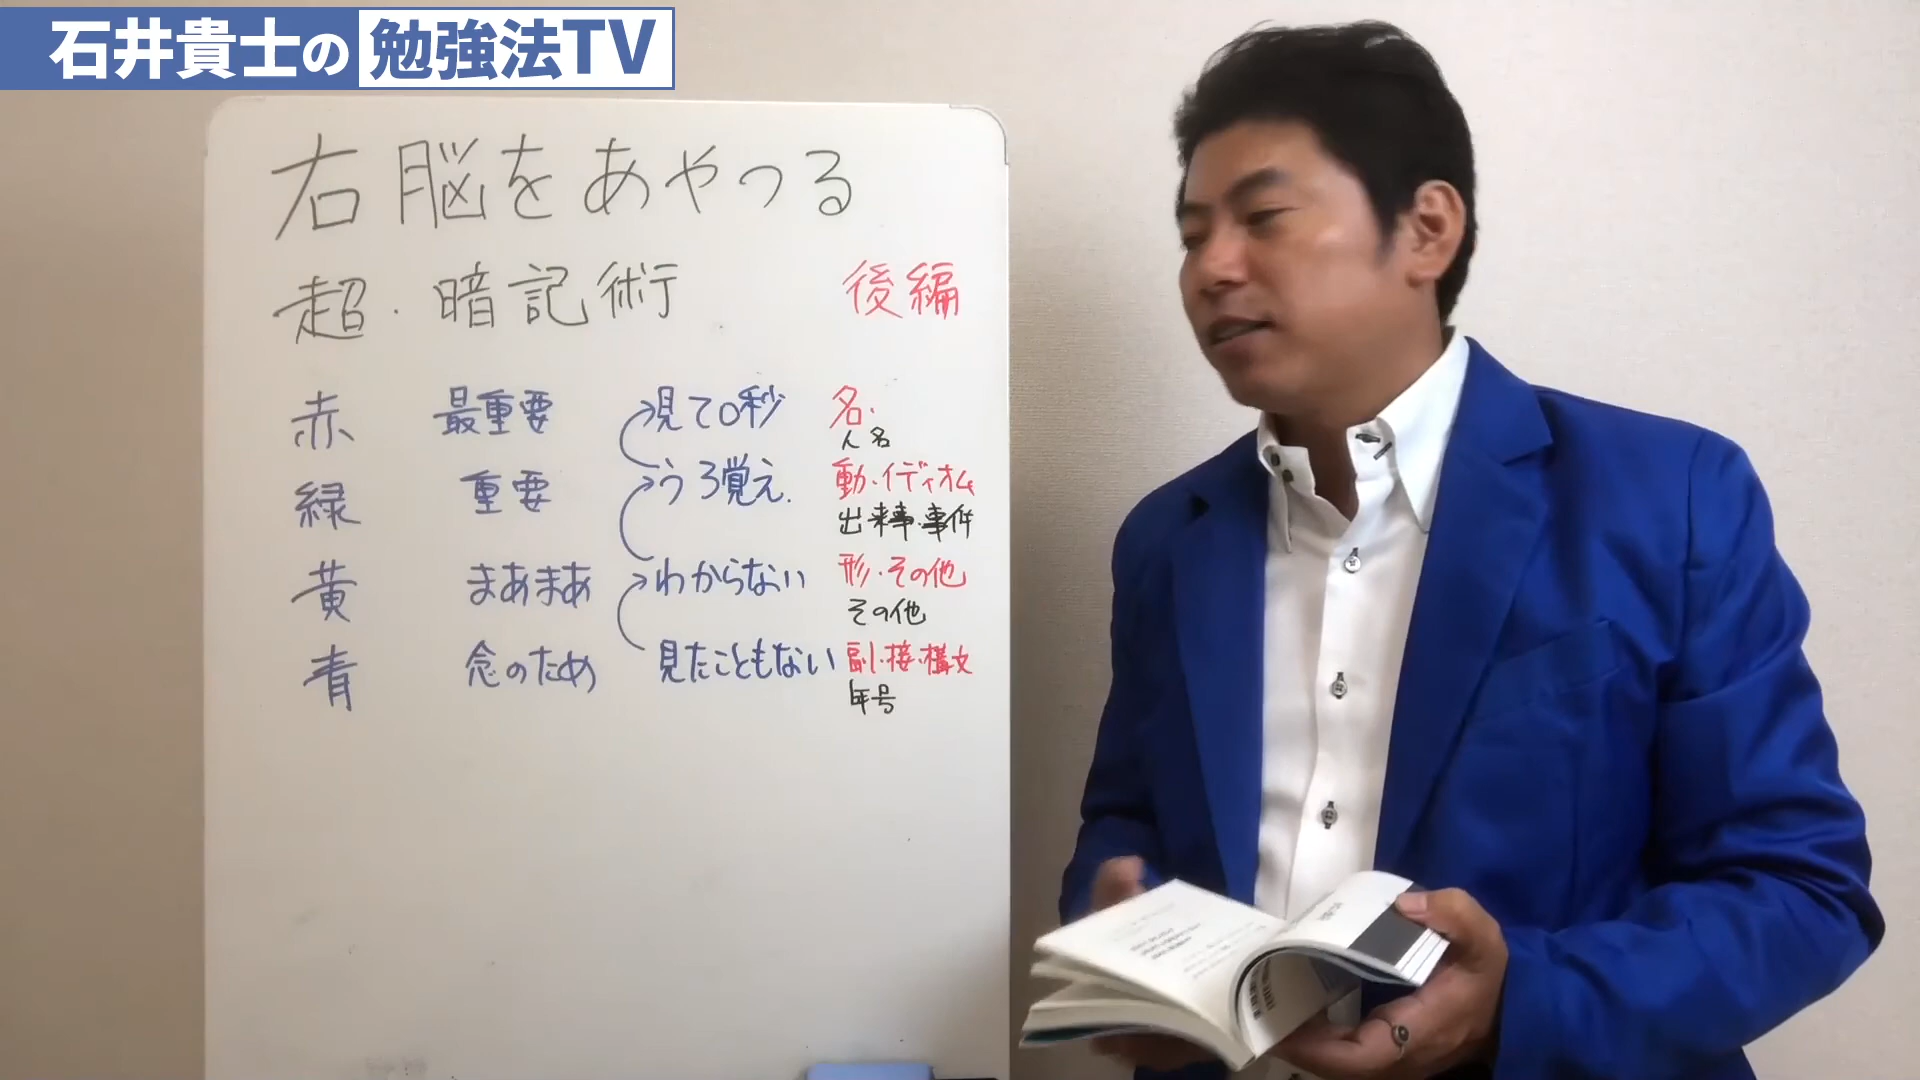 石井貴士の勉強法TV
右脳をあやつる
超・暗記術 後編
赤 最重要 見て0秒 名・
人名
緑 重要 うろ覚え. 動・イディオム
出来事・事件
黄 まあまあ わからない 形・その他
その他
青 念のため 見たこともない 副・接・構文
年号